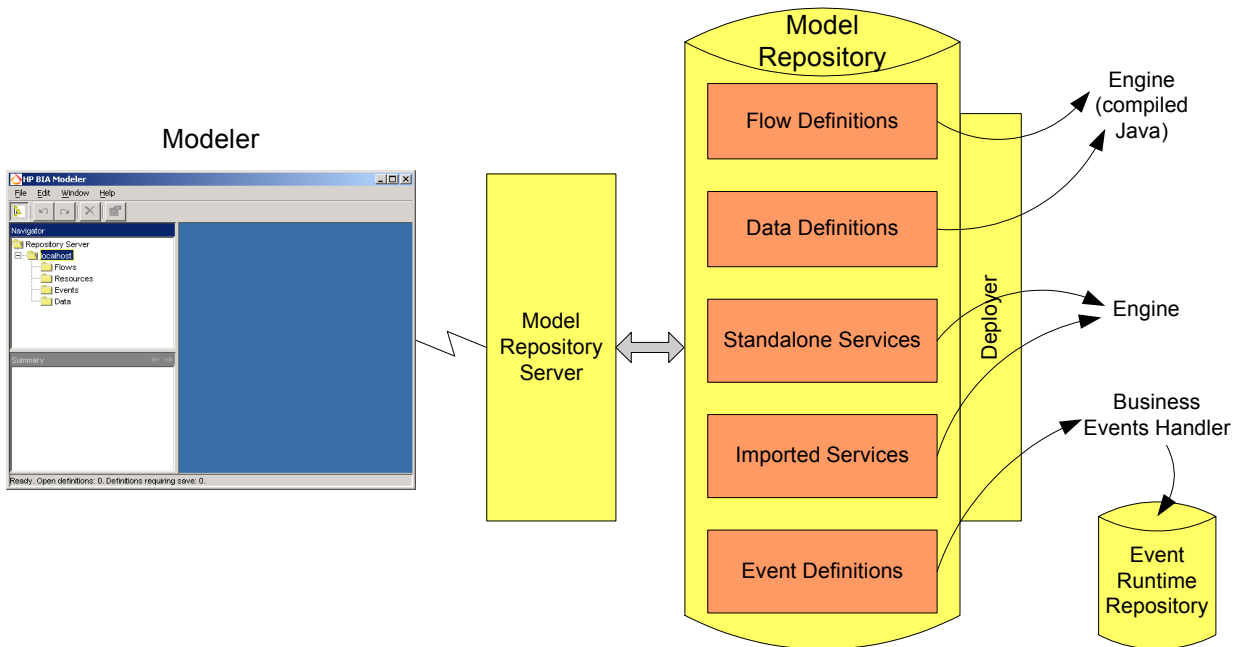 Modeler
HP BIA Modeler
File Edit Window Help
Navigator
Repository Server
localhost
Flows
Resources
Events
Data
Summary
Ready. Open definitions: 0. Definitions requiring save: 0.
Model
Repository
Server
Model
Repository
Flow Definitions
Data Definitions
Standalone Services
Imported Services
Event Definitions
Deployer
Engine
(compiled
Java)
Engine
Business
Events Handler
Event
Runtime
Repository